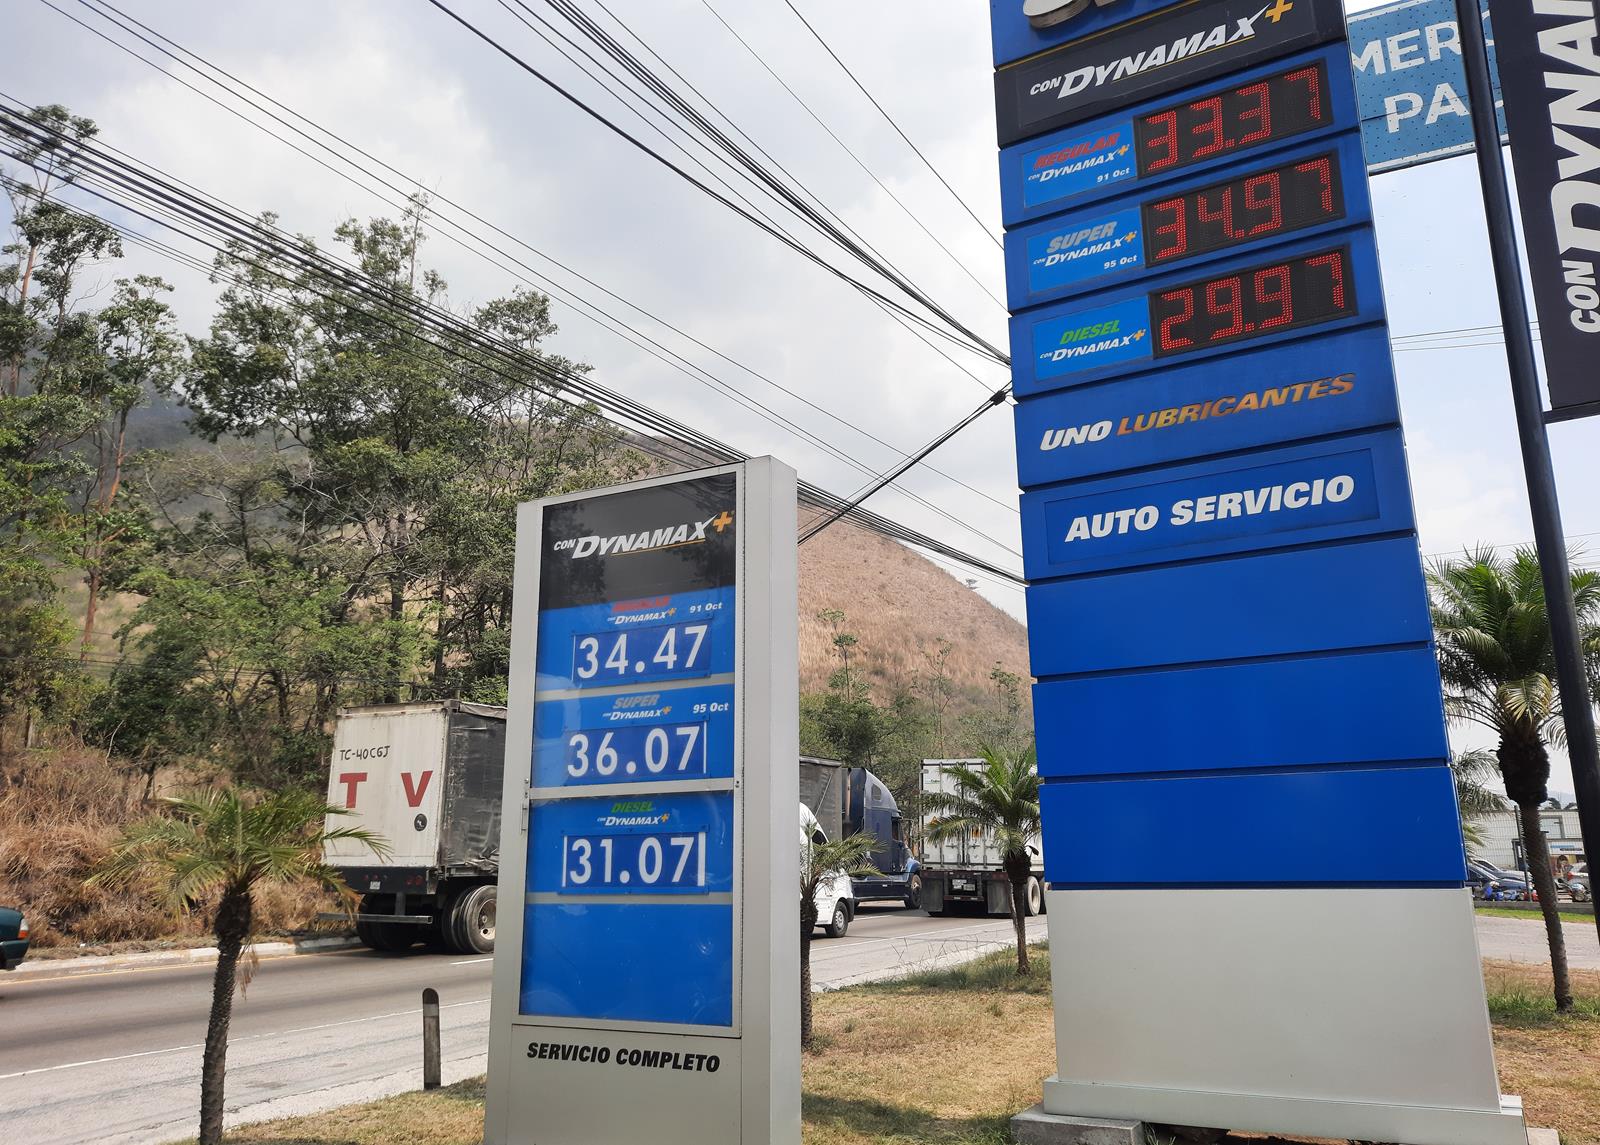 CON DYNAMAX+
REGULAR
CON DYNAMAX+
91 Oct
33.37
SUPER
CON DYNAMAX+
95 Oct
34.97
DIESEL
CON DYNAMAX+
29.97
UNO LUBRICANTES
AUTO SERVICIO
CON DYNAMAX+
REGULAR
CON DYNAMAX+
91 Oct
34.47
SUPER
CON DYNAMAX+
95 Oct
36.07
DIESEL
CON DYNAMAX+
31.07
SERVICIO COMPLETO
TC-40CGJ
T V
CON